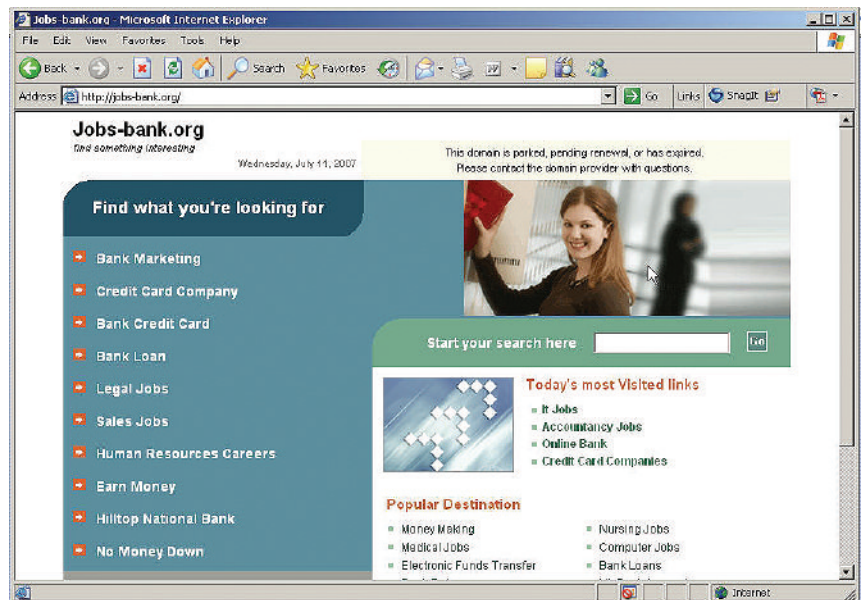 Jobs-bank.org - Microsoft Internet Explorer
File Edit View Favorites Tools Help
Back Search Favorites
Address http://jobs-bank.org/ Go Links SnagIt
Jobs-bank.org
find something interesting
Wednesday, July 11, 2007
This domain is parked, pending renewal, or has expired.
Please contact the domain provider with questions.
Find what you're looking for
Bank Marketing
Credit Card Company
Bank Credit Card
Bank Loan
Legal Jobs
Sales Jobs
Human Resources Careers
Earn Money
Hilltop National Bank
No Money Down
Start your search here Go
Today's most Visited links
It Jobs
Accountancy Jobs
Online Bank
Credit Card Companies
Popular Destination
Money Making
Medical Jobs
Electronic Funds Transfer
Nursing Jobs
Computer Jobs
Bank Loans
Internet